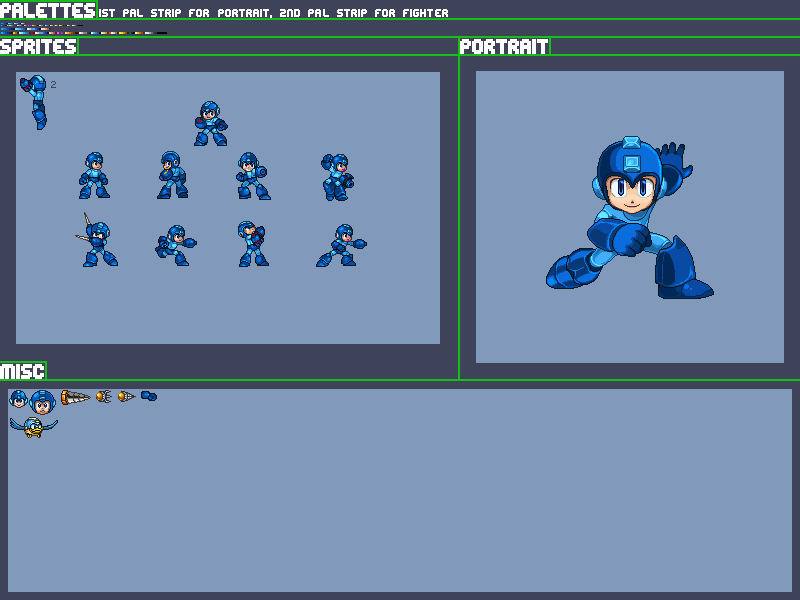 PALETTES 1ST PAL STRIP FOR PORTRAIT, 2ND PAL STRIP FOR FIGHTER
SPRITES
PORTRAIT
2
MISC